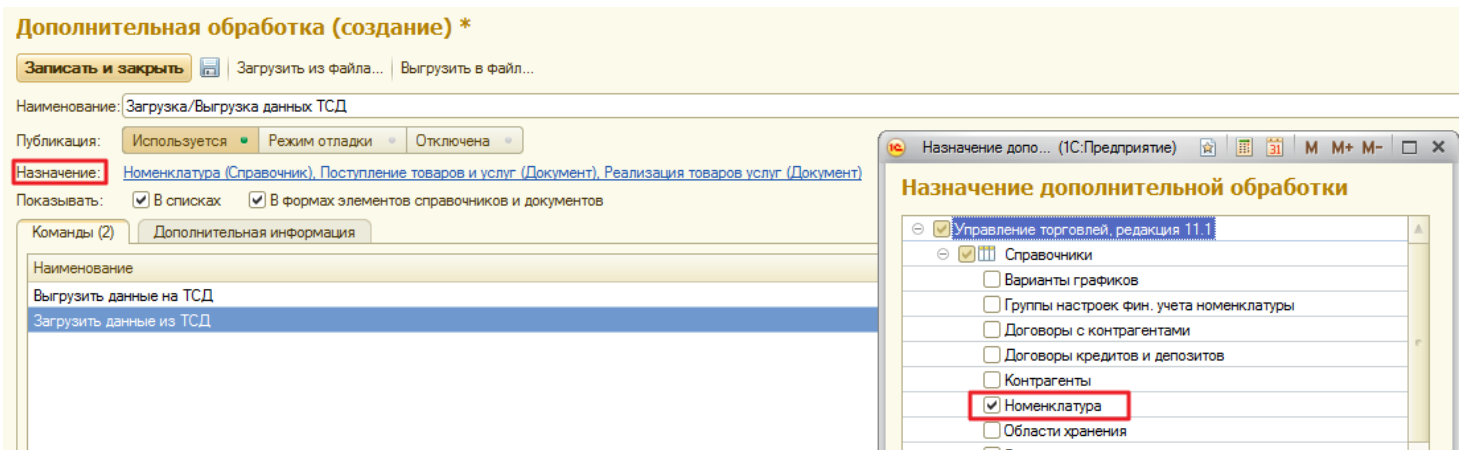 Дополнительная обработка (создание) *
Записать и закрыть Загрузить из файла... Выгрузить в файл...
Наименование: Загрузка/Выгрузка данных ТСД
Публикация: Используется Режим отладки Отключена
Назначение: Номенклатура (Справочник), Поступление товаров и услуг (Документ), Реализация товаров услуг (Документ)
Показывать: В списках В формах элементов справочников и документов
Команды (2) Дополнительная информация
Наименование
Выгрузить данные на ТСД
Загрузить данные из ТСД
1С Назначение допо... (1С:Предприятие) 31 M M+ M-
Назначение дополнительной обработки
Управление торговлей, редакция 11.1
Справочники
Варианты графиков
Группы настроек фин. учета номенклатуры
Договоры с контрагентами
Договоры кредитов и депозитов
Контрагенты
Номенклатура
Области хранения